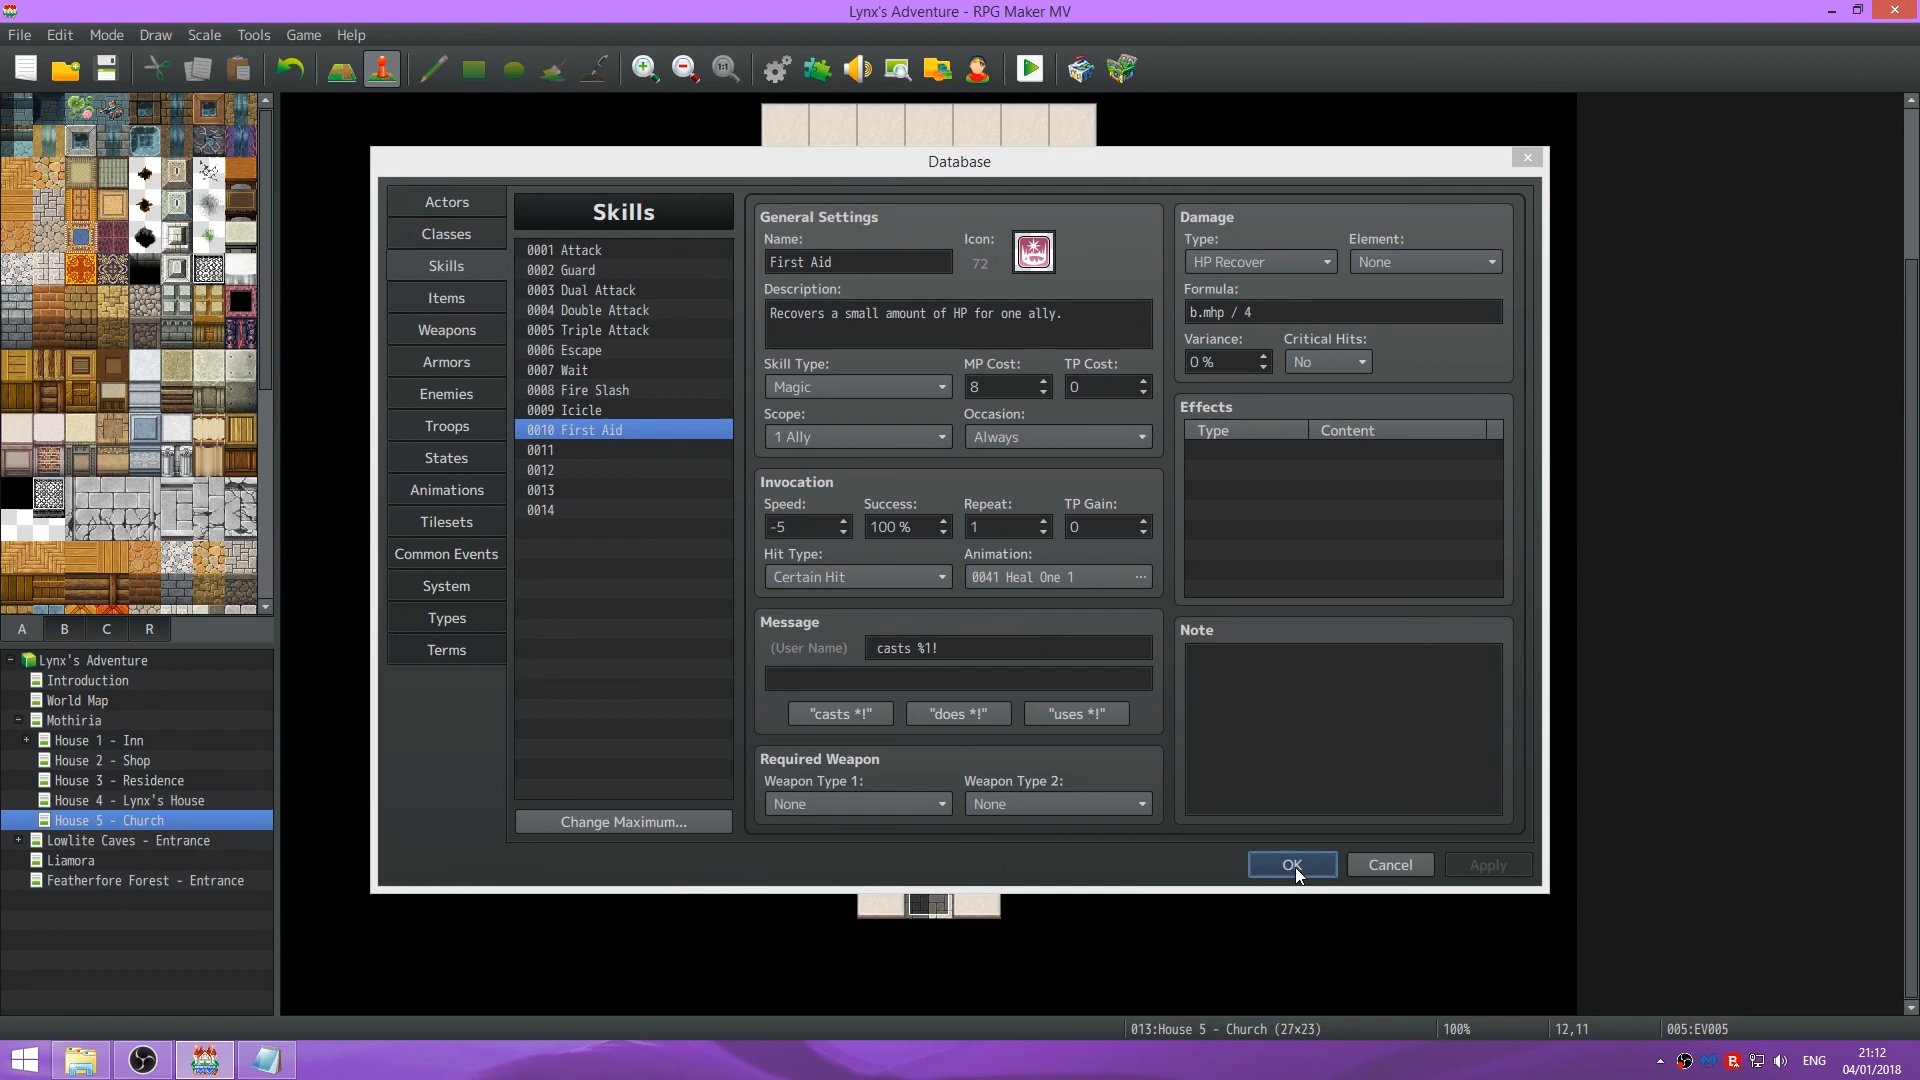 Lynx's Adventure - RPG Maker MV
File Edit Mode Draw Scale Tools Game Help
1:1
Database
Actors
Classes
Skills
Items
Weapons
Armors
Enemies
Troops
States
Animations
Tilesets
Common Events
System
Types
Terms
Skills
0001 Attack
0002 Guard
0003 Dual Attack
0004 Double Attack
0005 Triple Attack
0006 Escape
0007 Wait
0008 Fire Slash
0009 Icicle
0010 First Aid
0011
0012
0013
0014
Change Maximum...
General Settings
Name: Icon:
First Aid 72
Description:
Recovers a small amount of HP for one ally.
Skill Type: MP Cost: TP Cost:
Magic 8 0
Scope: Occasion:
1 Ally Always
Invocation
Speed: Success: Repeat: TP Gain:
-5 100 % 1 0
Hit Type: Animation:
Certain Hit 0041 Heal One 1 ...
Message
(User Name) casts %1!
"casts *!" "does *!" "uses *!"
Required Weapon
Weapon Type 1: Weapon Type 2:
None None
Damage
Type: Element:
HP Recover None
Formula:
b.mhp / 4
Variance: Critical Hits:
0 % No
Effects
Type Content
Note
OK Cancel Apply
A B C R
Lynx's Adventure
Introduction
World Map
Mothiria
House 1 - Inn
House 2 - Shop
House 3 - Residence
House 4 - Lynx's House
House 5 - Church
Lowlite Caves - Entrance
Liamora
Featherfore Forest - Entrance
013:House 5 - Church (27x23) 100% 12,11 005:EV005
ENG 21:12
04/01/2018